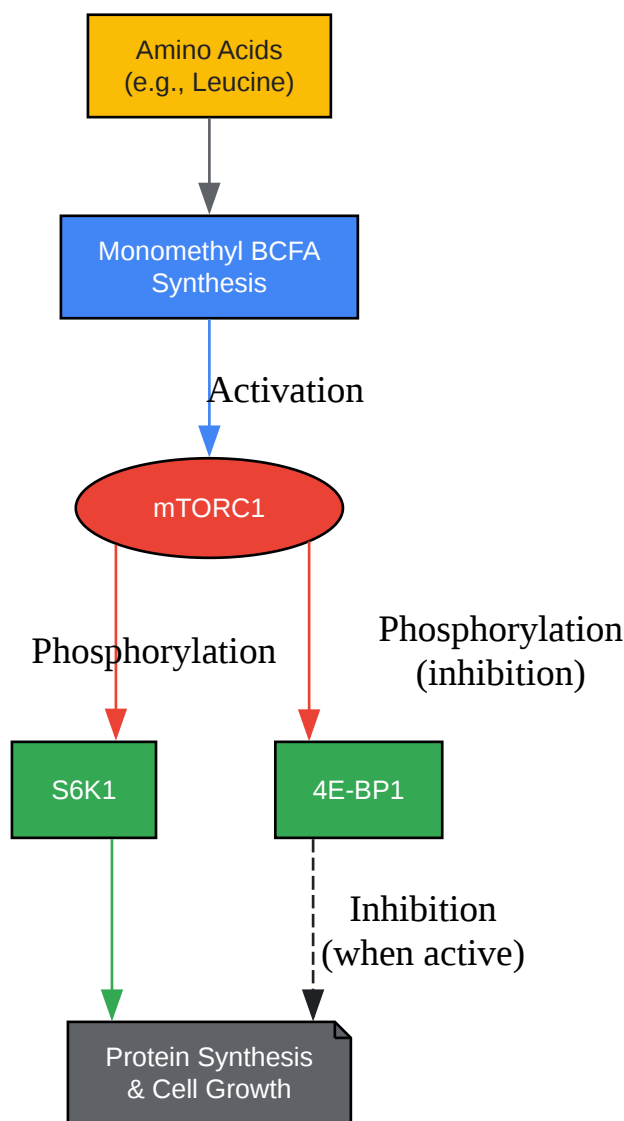 Amino Acids
(e.g., Leucine)
Monomethyl BCFA
Synthesis
Activation
mTORC1
Phosphorylation
Phosphorylation
(inhibition)
S6K1
4E-BP1
Inhibition
(when active)
Protein Synthesis
& Cell Growth